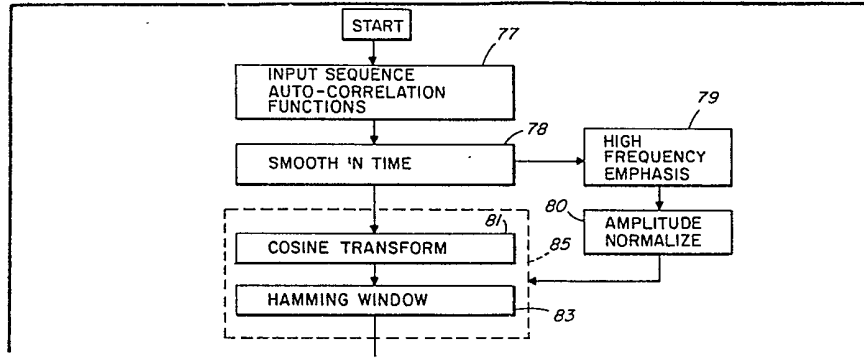 START
77
INPUT SEQUENCE
AUTO-CORRELATION
FUNCTIONS
78
SMOOTH 'N TIME
79
HIGH
FREQUENCY
EMPHASIS
80
AMPLITUDE
NORMALIZE
81
COSINE TRANSFORM
85
HAMMING WINDOW
83